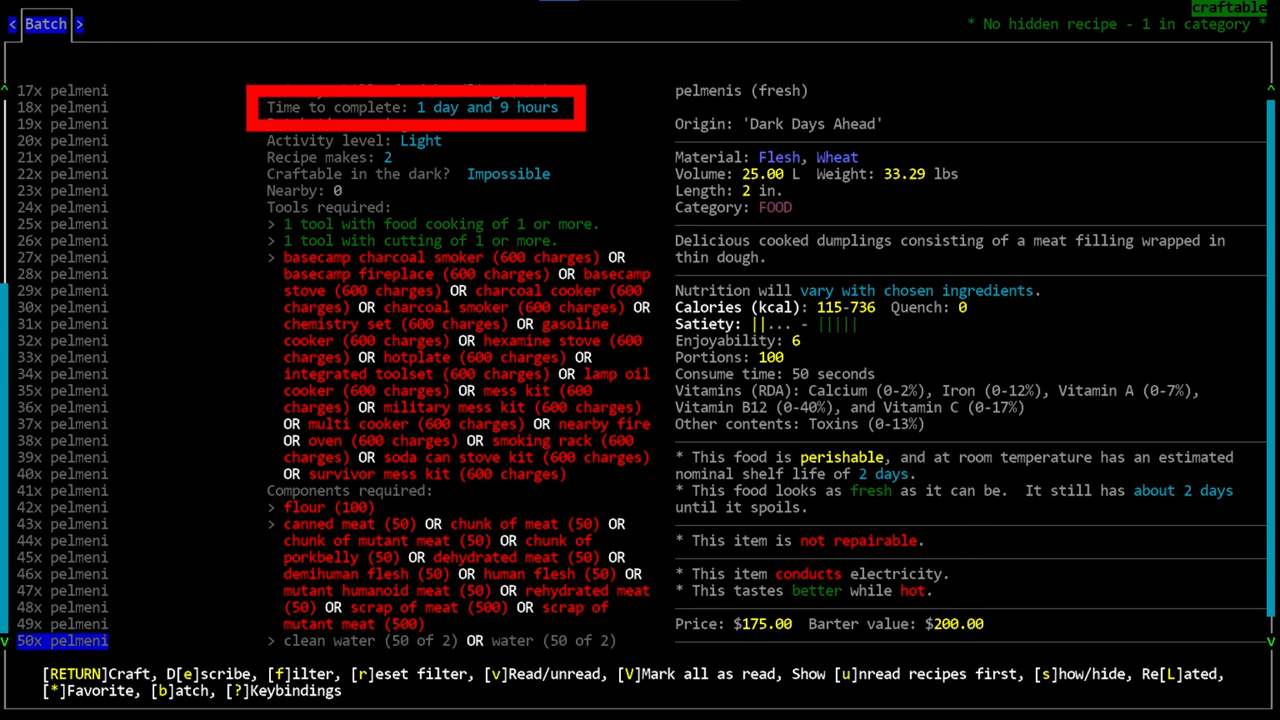 craftable
< Batch >
* No hidden recipe - 1 in category *
17x pelmeni
18x pelmeni
19x pelmeni
20x pelmeni
21x pelmeni
22x pelmeni
23x pelmeni
24x pelmeni
25x pelmeni
26x pelmeni
27x pelmeni
28x pelmeni
29x pelmeni
30x pelmeni
31x pelmeni
32x pelmeni
33x pelmeni
34x pelmeni
35x pelmeni
36x pelmeni
37x pelmeni
38x pelmeni
39x pelmeni
40x pelmeni
41x pelmeni
42x pelmeni
43x pelmeni
44x pelmeni
45x pelmeni
46x pelmeni
47x pelmeni
48x pelmeni
49x pelmeni
50x pelmeni
Time to complete: 1 day and 9 hours
Activity level: Light
Recipe makes: 2
Craftable in the dark? Impossible
Nearby: 0
Tools required:
> 1 tool with food cooking of 1 or more.
> 1 tool with cutting of 1 or more.
> basecamp charcoal smoker (600 charges) OR
basecamp fireplace (600 charges) OR basecamp
stove (600 charges) OR charcoal cooker (600
charges) OR charcoal smoker (600 charges) OR
chemistry set (600 charges) OR gasoline
cooker (600 charges) OR hexamine stove (600
charges) OR hotplate (600 charges) OR
integrated toolset (600 charges) OR lamp oil
cooker (600 charges) OR mess kit (600
charges) OR military mess kit (600 charges)
OR multi cooker (600 charges) OR nearby fire
OR oven (600 charges) OR smoking rack (600
charges) OR soda can stove kit (600 charges)
OR survivor mess kit (600 charges)
Components required:
> flour (100)
> canned meat (50) OR chunk of meat (50) OR
chunk of mutant meat (50) OR chunk of
porkbelly (50) OR dehydrated meat (50) OR
demihuman flesh (50) OR human flesh (50) OR
mutant humanoid meat (50) OR rehydrated meat
(50) OR scrap of meat (500) OR scrap of
mutant meat (500)
> clean water (50 of 2) OR water (50 of 2)
pelmenis (fresh)
Origin: 'Dark Days Ahead'
Material: Flesh, Wheat
Volume: 25.00 L Weight: 33.29 lbs
Length: 2 in.
Category: FOOD
Delicious cooked dumplings consisting of a meat filling wrapped in
thin dough.
Nutrition will vary with chosen ingredients.
Calories (kcal): 115-736 Quench: 0
Satiety: ||... - |||||
Enjoyability: 6
Portions: 100
Consume time: 50 seconds
Vitamins (RDA): Calcium (0-2%), Iron (0-12%), Vitamin A (0-7%),
Vitamin B12 (0-40%), and Vitamin C (0-17%)
Other contents: Toxins (0-13%)
* This food is perishable, and at room temperature has an estimated
nominal shelf life of 2 days.
* This food looks as fresh as it can be. It still has about 2 days
until it spoils.
* This item is not repairable.
* This item conducts electricity.
* This tastes better while hot.
Price: $175.00 Barter value: $200.00
[RETURN]Craft, D[e]scribe, [f]ilter, [r]eset filter, [v]Read/unread, [V]Mark all as read, Show [u]nread recipes first, [s]how/hide, Re[L]ated,
[*]Favorite, [b]atch, [?]Keybindings